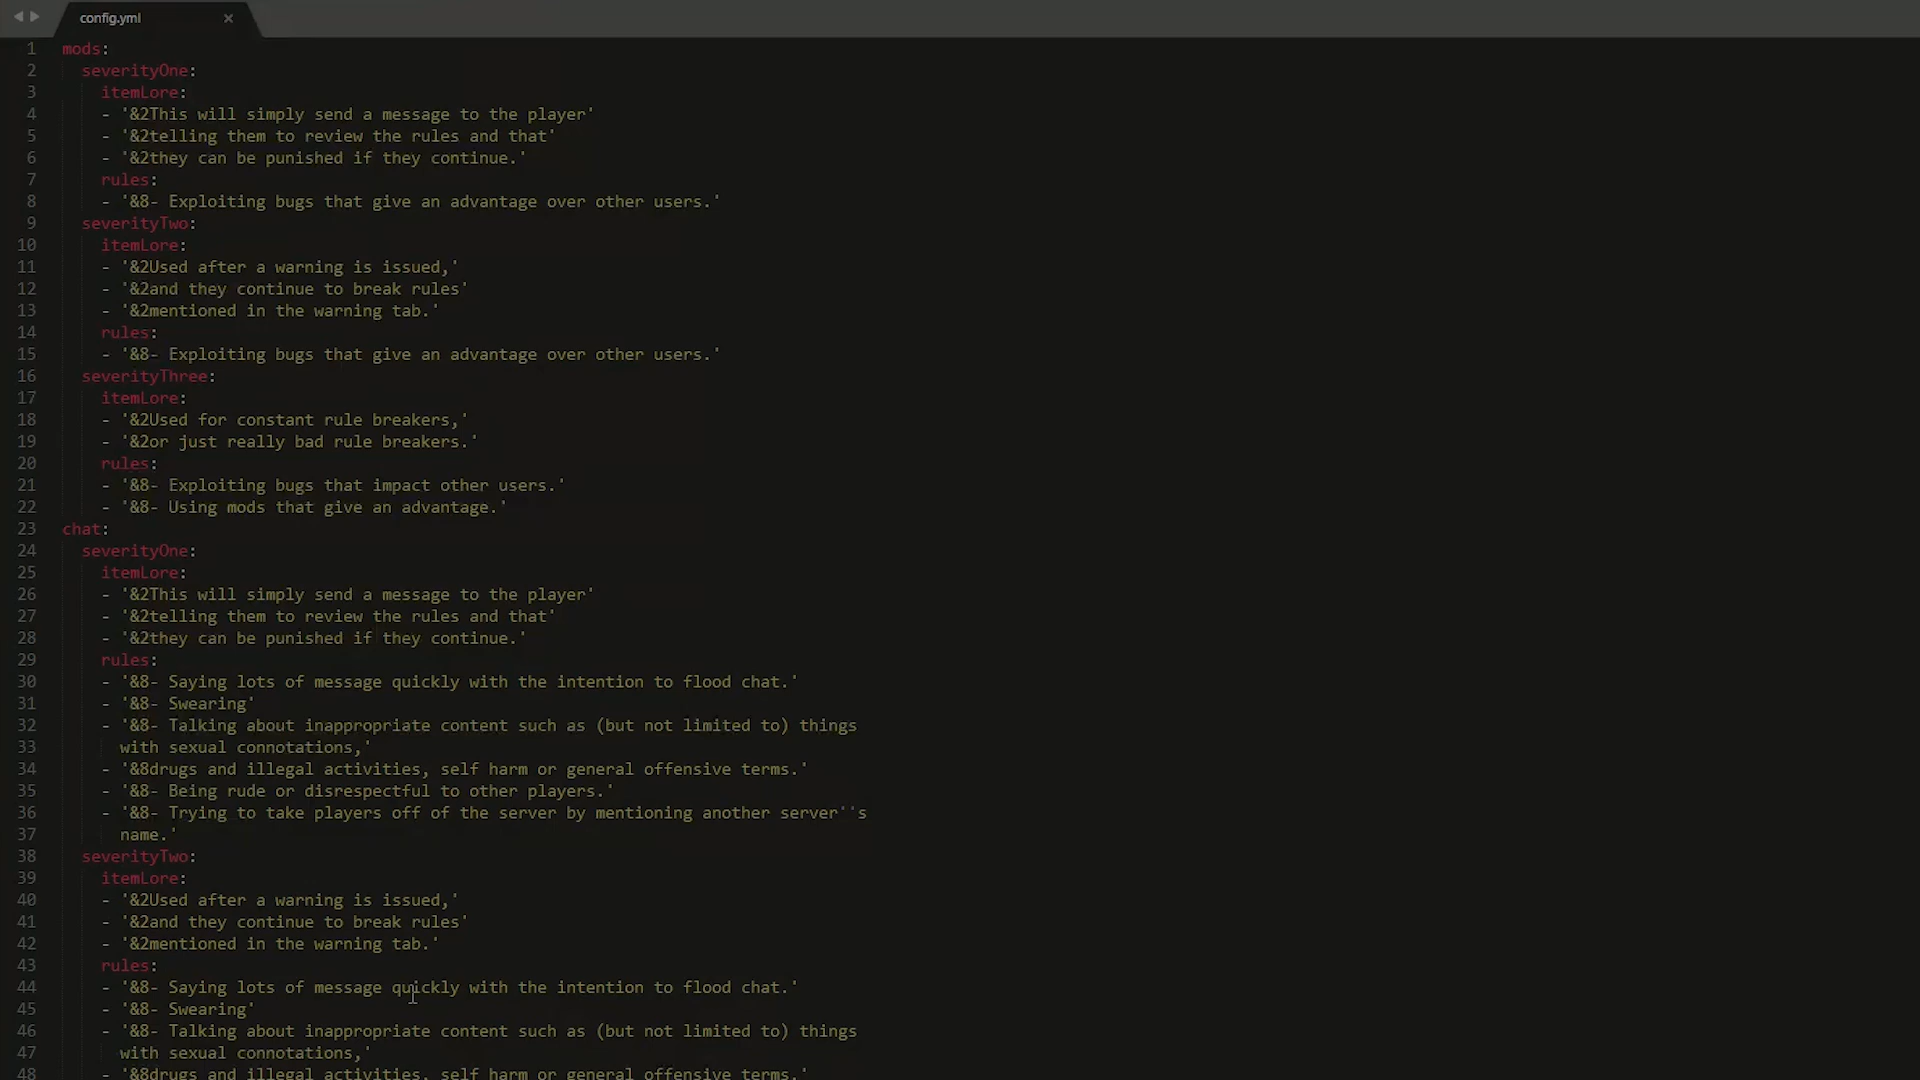 config.yml
1 mods:
2 severityOne:
3 itemLore:
4 - '&2This will simply send a message to the player'
5 - '&2telling them to review the rules and that'
6 - '&2they can be punished if they continue.'
7 rules:
8 - '&8- Exploiting bugs that give an advantage over other users.'
9 severityTwo:
10 itemLore:
11 - '&2Used after a warning is issued,'
12 - '&2and they continue to break rules'
13 - '&2mentioned in the warning tab.'
14 rules:
15 - '&8- Exploiting bugs that give an advantage over other users.'
16 severityThree:
17 itemLore:
18 - '&2Used for constant rule breakers,'
19 - '&2or just really bad rule breakers.'
20 rules:
21 - '&8- Exploiting bugs that impact other users.'
22 - '&8- Using mods that give an advantage.'
23 chat:
24 severityOne:
25 itemLore:
26 - '&2This will simply send a message to the player'
27 - '&2telling them to review the rules and that'
28 - '&2they can be punished if they continue.'
29 rules:
30 - '&8- Saying lots of message quickly with the intention to flood chat.'
31 - '&8- Swearing'
32 - '&8- Talking about inappropriate content such as (but not limited to) things
33 with sexual connotations,'
34 - '&8drugs and illegal activities, self harm or general offensive terms.'
35 - '&8- Being rude or disrespectful to other players.'
36 - '&8- Trying to take players off of the server by mentioning another server''s
37 name.'
38 severityTwo:
39 itemLore:
40 - '&2Used after a warning is issued,'
41 - '&2and they continue to break rules'
42 - '&2mentioned in the warning tab.'
43 rules:
44 - '&8- Saying lots of message quickly with the intention to flood chat.'
45 - '&8- Swearing'
46 - '&8- Talking about inappropriate content such as (but not limited to) things
47 with sexual connotations,'
48 - '&8drugs and illegal activities, self harm or general offensive terms.'